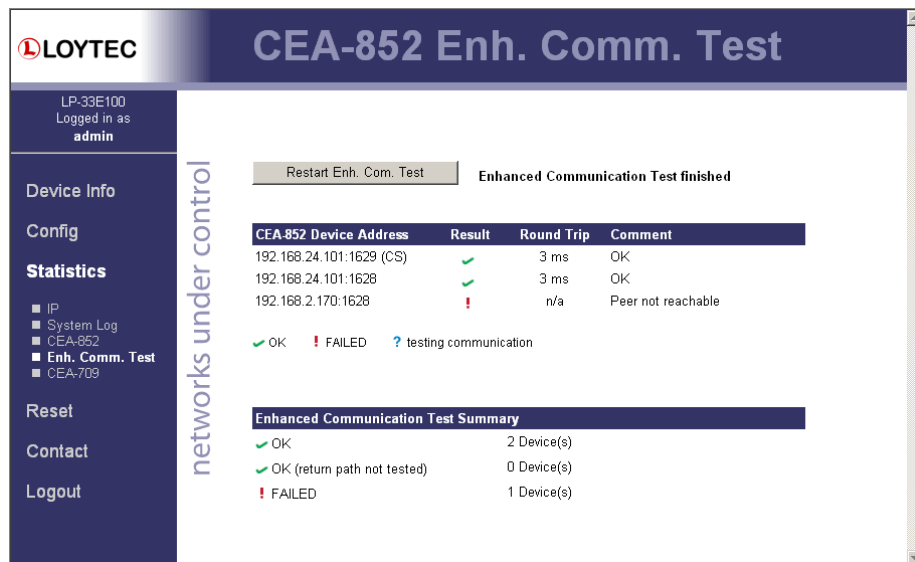 LOYTEC
CEA-852 Enh. Comm. Test
LP-33E100
Logged in as
admin
Device Info
Config
Statistics
IP
System Log
CEA-852
Enh. Comm. Test
CEA-709
Reset
Contact
Logout
networks under control
Restart Enh. Com. Test Enhanced Communication Test finished
CEA-852 Device Address Result Round Trip Comment
192.168.24.101:1629 (CS) 3 ms OK
192.168.24.101:1628 3 ms OK
192.168.2.170:1628 ! n/a Peer not reachable
OK ! FAILED ? testing communication
Enhanced Communication Test Summary
OK 2 Device(s)
OK (return path not tested) 0 Device(s)
! FAILED 1 Device(s)